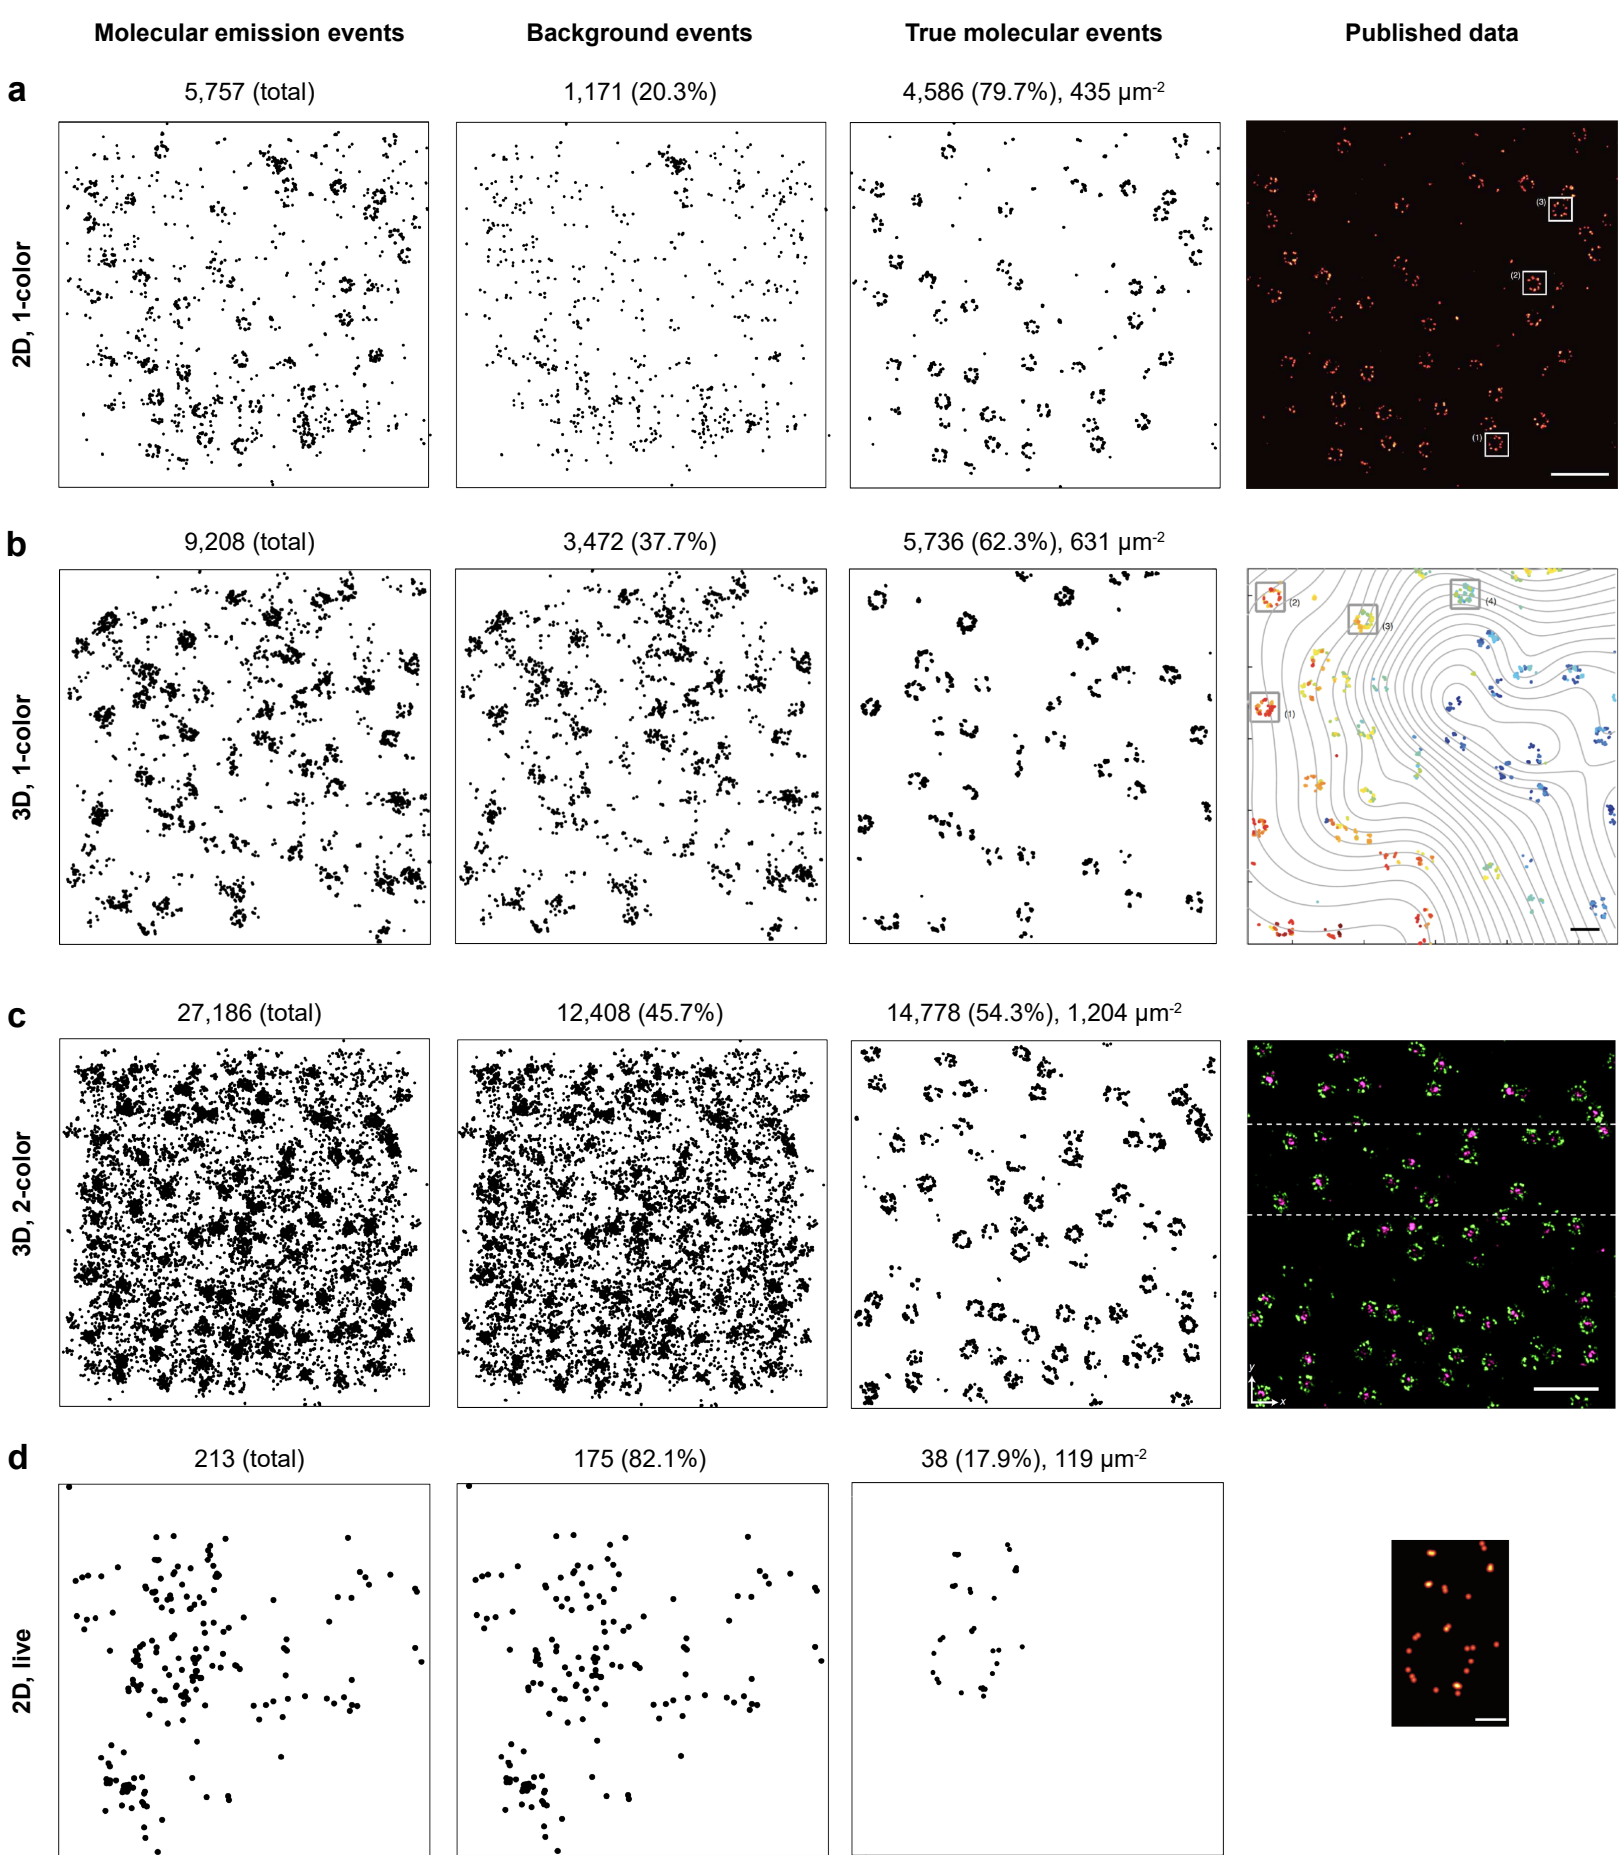 Molecular emission events Background events True molecular events Published data
a
5,757 (total) 1,171 (20.3%) 4,586 (79.7%), 435 µm-2
2D, 1-color
(3)
(2)
(1)
b
9,208 (total) 3,472 (37.7%) 5,736 (62.3%), 631 µm-2
3D, 1-color
(2)
(4)
(3)
(1)
c
27,186 (total) 12,408 (45.7%) 14,778 (54.3%), 1,204 µm-2
3D, 2-color
y
x
d
213 (total) 175 (82.1%) 38 (17.9%), 119 µm-2
2D, live